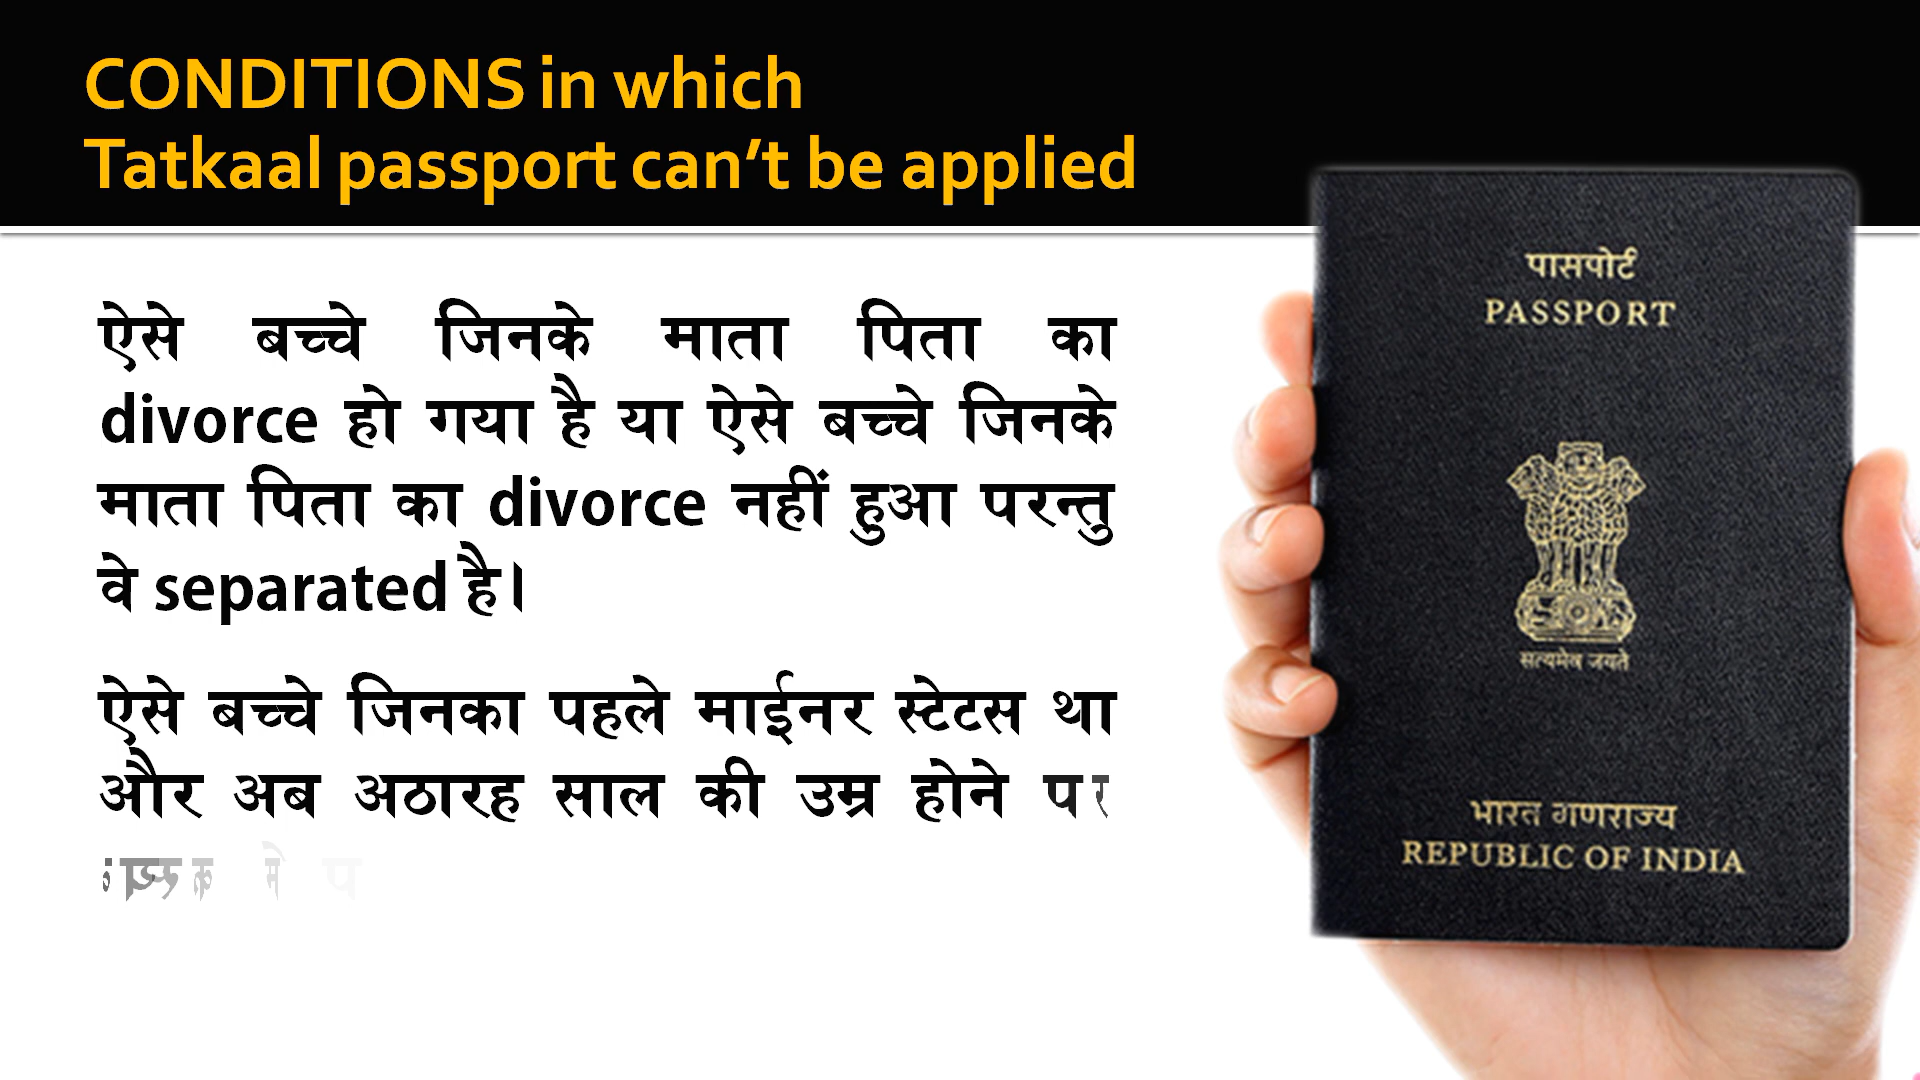 CONDITIONS in which
Tatkaal passport can’t be applied
ऐसे बच्चे जिनके माता पिता का
divorce हो गया है या ऐसे बच्चे जिनके
माता पिता का divorce नहीं हुआ परन्तु
वे separated है।
ऐसे बच्चे जिनका पहले माईनर स्टेटस था
और अब अठारह साल की उम्र होने पर
पासपोर्ट
PASSPORT
सत्यमेव जयते
भारत गणराज्य
REPUBLIC OF INDIA